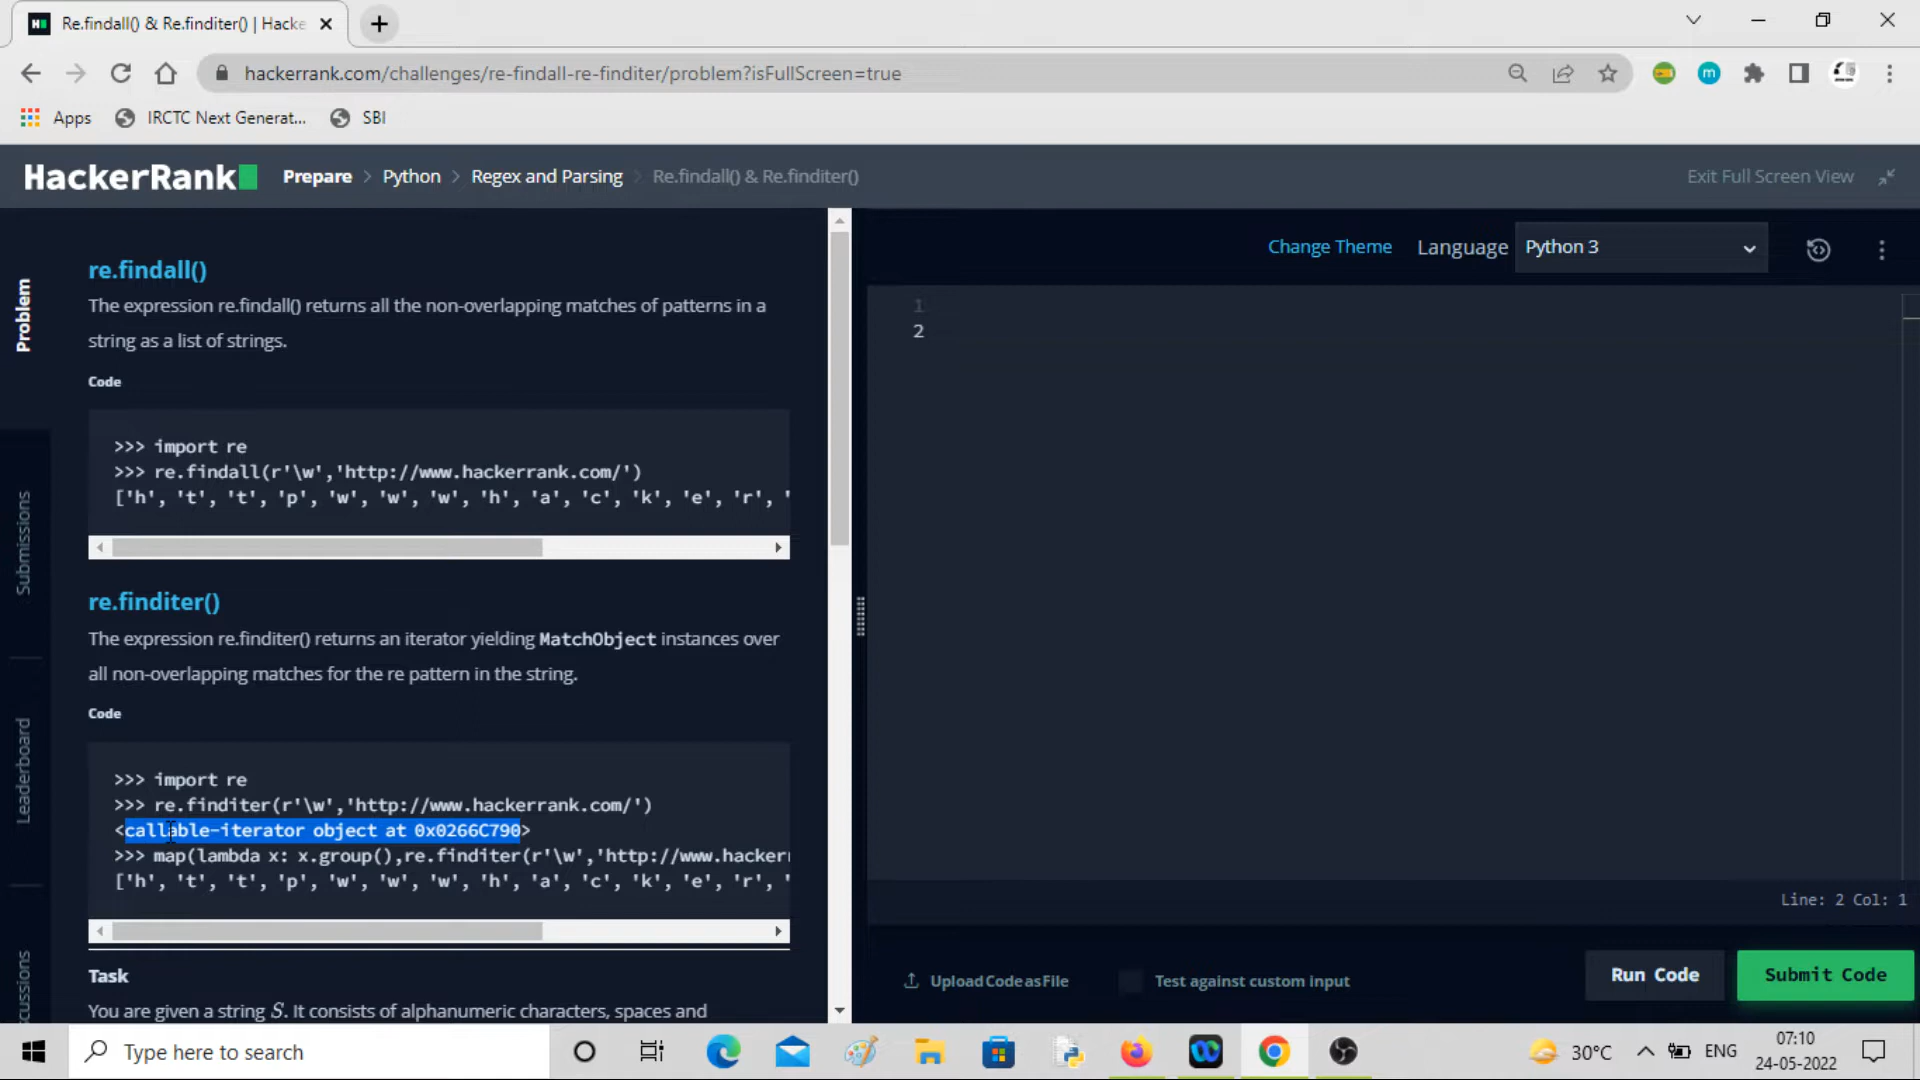 Re.findall() & Re.finditer() | Hacke
hackerrank.com/challenges/re-findall-re-finditer/problem?isFullScreen=true
m
Apps
IRCTC Next Generat...
SBI
HackerRank
Prepare > Python > Regex and Parsing > Re.findall() & Re.finditer()
Exit Full Screen View
Problem
Submissions
Leaderboard
cussions
re.findall()
The expression re.findall() returns all the non-overlapping matches of patterns in a
string as a list of strings.
Code
>>> import re
>>> re.findall(r'\w','http://www.hackerrank.com/')
['h', 't', 't', 'p', 'w', 'w', 'w', 'h', 'a', 'c', 'k', 'e', 'r', '
re.finditer()
The expression re.finditer() returns an iterator yielding MatchObject instances over
all non-overlapping matches for the re pattern in the string.
Code
>>> import re
>>> re.finditer(r'\w','http://www.hackerrank.com/')
<callable-iterator object at 0x0266C790>
>>> map(lambda x: x.group(),re.finditer(r'\w','http://www.hacker
['h', 't', 't', 'p', 'w', 'w', 'w', 'h', 'a', 'c', 'k', 'e', 'r', '
Task
You are given a string S. It consists of alphanumeric characters, spaces and
Change Theme
Language
Python 3
1
2
Line: 2 Col: 1
Upload Code as File
Test against custom input
Run Code
Submit Code
Type here to search
30°C
ENG
07:10
24-05-2022